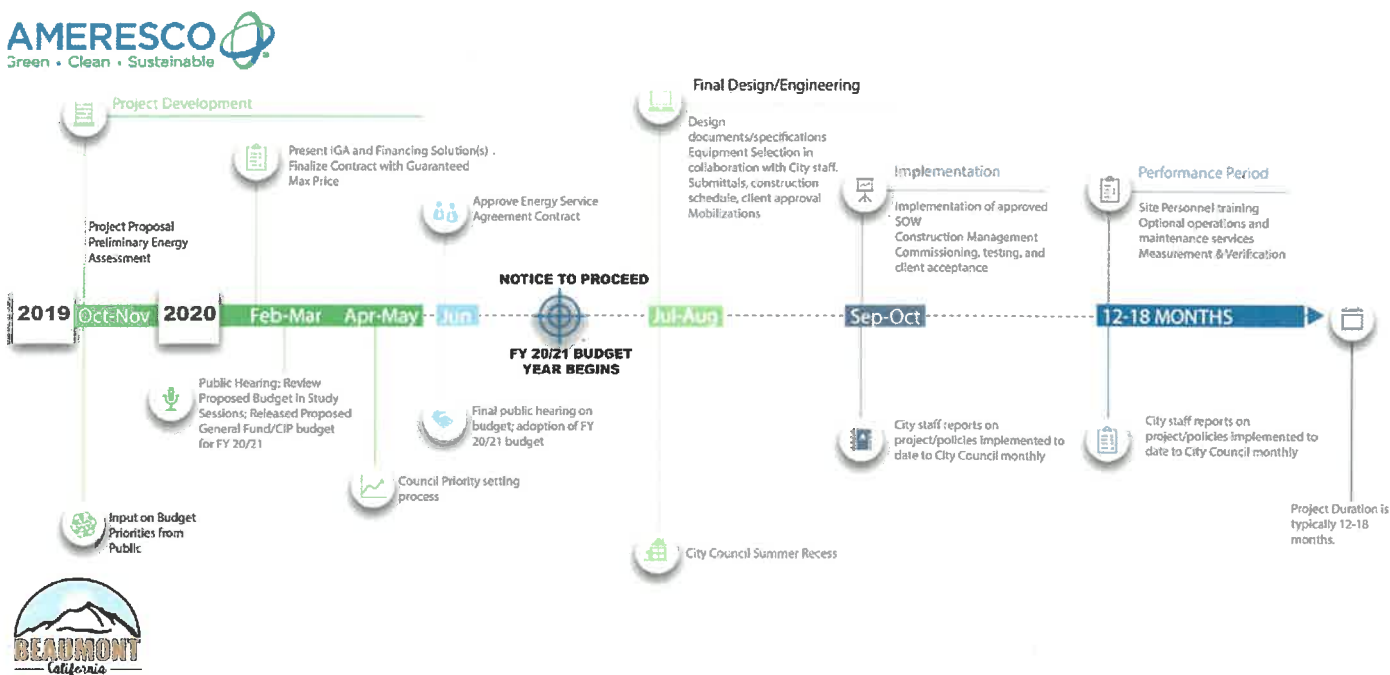 AMERESCO
Green • Clean • Sustainable
Project Development
Present IGA and Financing Solution(s) .
Finalize Contract with Guaranteed
Max Price
Approve Energy Service
Agreement Contract
Project Proposal
Preliminary Energy
Assessment
Final Design/Engineering
Design
documents/specifications
Equipment Selection in
collaboration with City staff.
Submittals, construction
schedule, client approval
Mobilizations
Implementation
Implementation of approved
SOW
Construction Management
Commissioning, testing, and
client acceptance
Performance Period
Site Personnel training
Optional operations and
maintenance services
Measurement & Verification
NOTICE TO PROCEED
2019
Oct-Nov
2020
Feb-Mar
Apr-May
Jun
Jul-Aug
Sep-Oct
12-18 MONTHS
FY 20/21 BUDGET
YEAR BEGINS
Public Hearing: Review
Proposed Budget in Study
Sessions; Released Proposed
General Fund/CIP budget
for FY 20/21
Final public hearing on
budget; adoption of FY
20/21 budget
City staff reports on
project/policies implemented to
date to City Council monthly
City staff reports on
project/policies implemented to
date to City Council monthly
Council Priority setting
process
Input on Budget
Priorities from
Public
City Council Summer Recess
Project Duration is
typically 12-18
months.
BEAUMONT
California